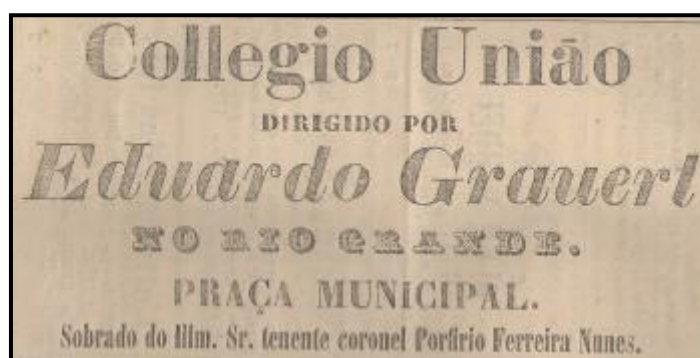 Collegio União
DIRIGIDO POR
Eduardo Grauert
NO RIO GRANDE.
PRAÇA MUNICIPAL.
Sobrado do Illm. Sr. tenente coronel Porfirio Ferreira Nunes.